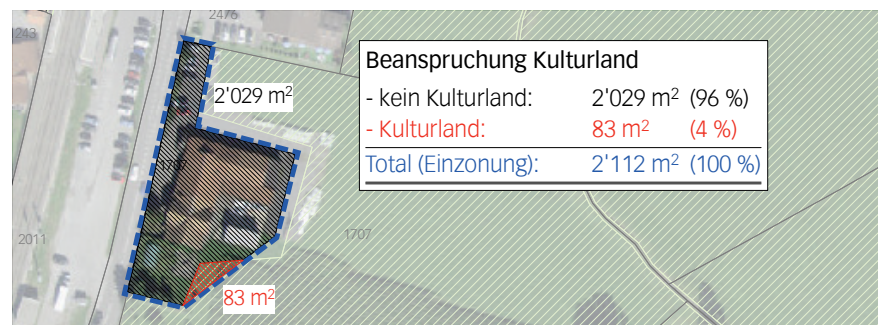 2476
243
2'029 m²
Beanspruchung Kulturland
- kein Kulturland: 2'029 m² (96 %)
- Kulturland: 83 m² (4 %)
Total (Einzonung): 2'112 m² (100 %)
1707
2011
1707
83 m²